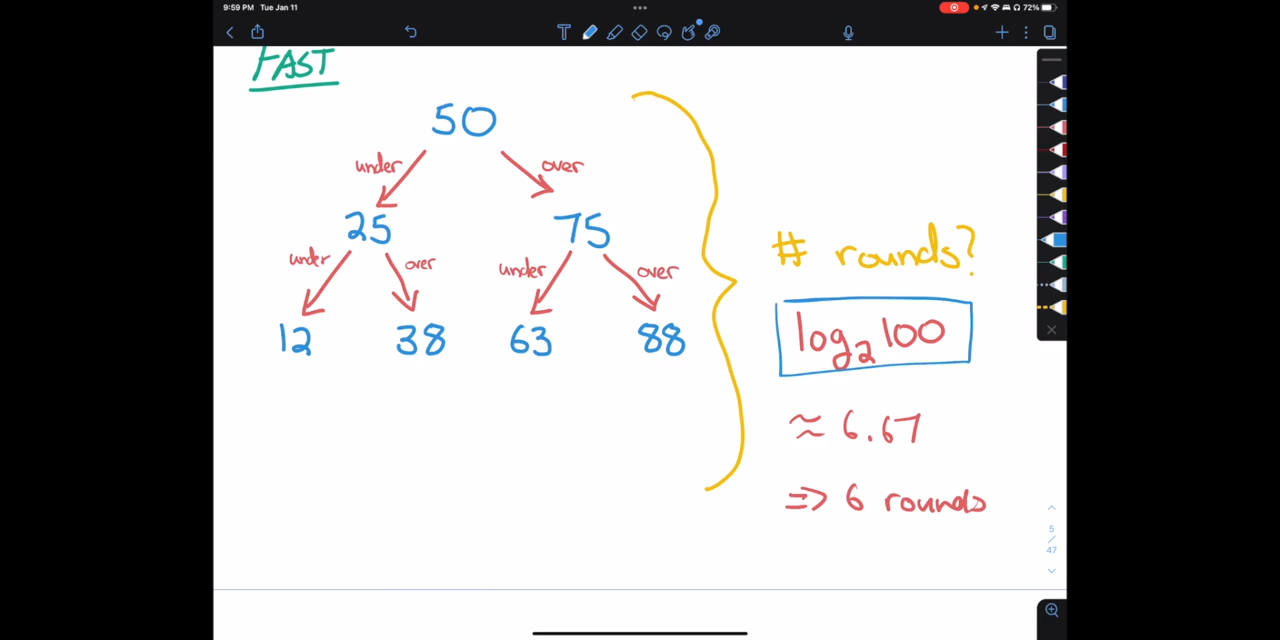 9:59 PM Tue Jan 11
72%
FAST
50
under
over
25
75
under
over
under
over
12
38
63
88
# rounds?
log₂100
≈ 6.67
⇒ 6 rounds
5
/
47